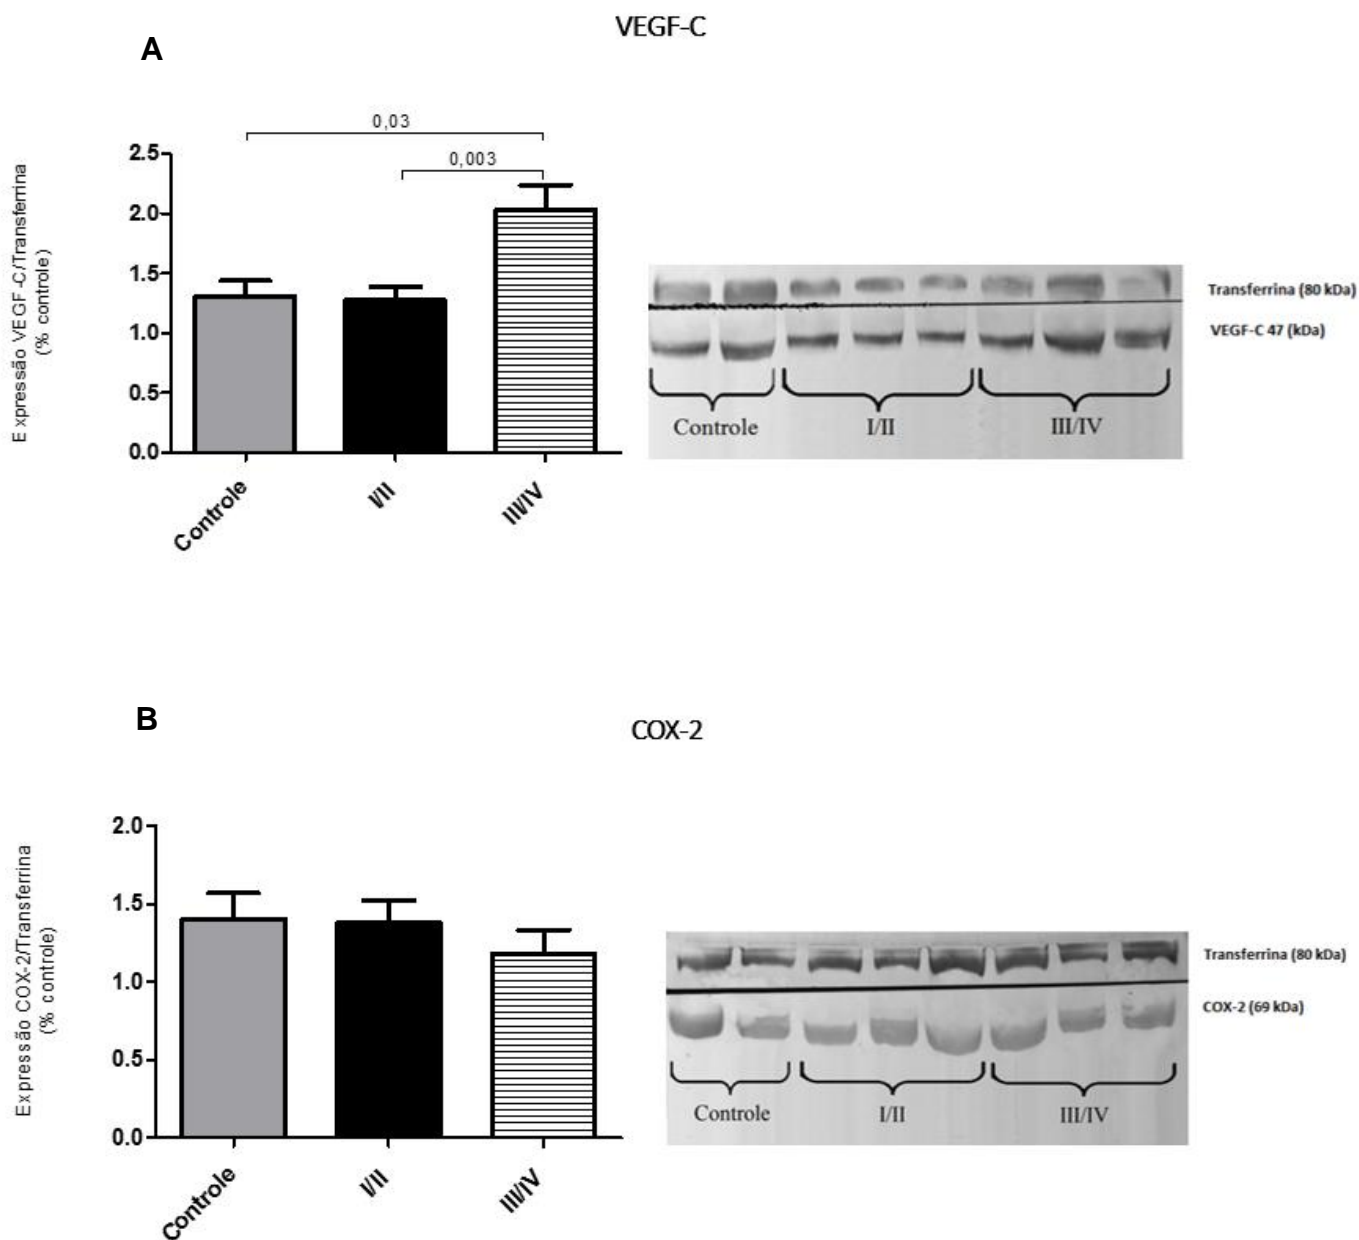 VEGF-C
A
0,03
0,003
2.5
2.0
1.5
1.0
0.5
0.0
Expressão VEGF-C/Transferrina
(% controle)
Controle
I/II
III/IV
Transferrina (80 kDa)
VEGF-C 47 (kDa)
Controle
I/II
III/IV
B
COX-2
2.0
1.5
1.0
0.5
0.0
Expressão COX-2/Transferrina
(% controle)
Controle
I/II
III/IV
Transferrina (80 kDa)
COX-2 (69 kDa)
Controle
I/II
III/IV